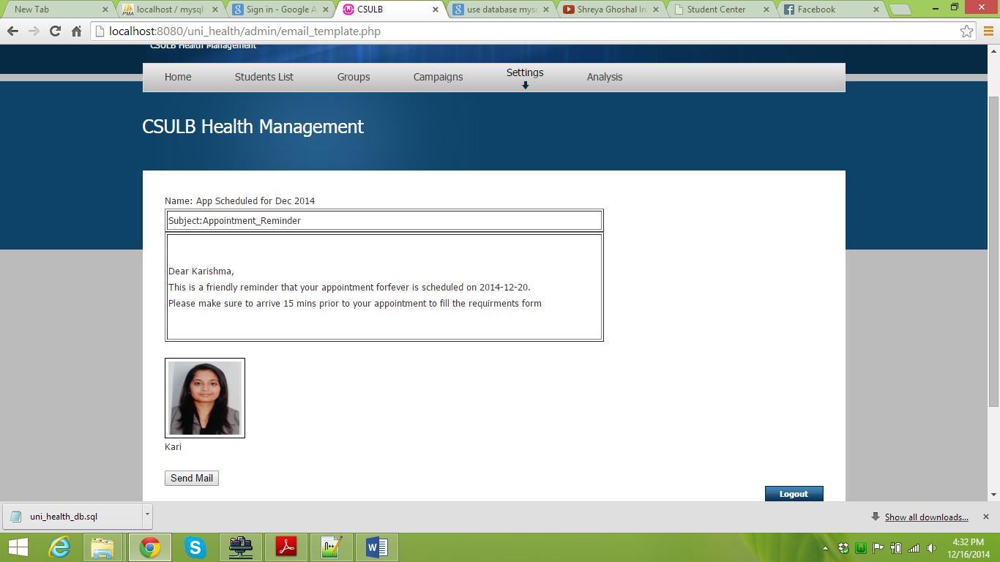 New Tab
localhost / mysql
Sign in - Google A
CSULB
use database mysq
Shreya Ghoshal In
Student Center
Facebook
localhost:8080/uni_health/admin/email_template.php
CSULB Health Management
Home
Students List
Groups
Campaigns
Settings
Analysis
CSULB Health Management
Name: App Scheduled for Dec 2014
Subject:Appointment_Reminder
Dear Karishma,
This is a friendly reminder that your appointment forfever is scheduled on 2014-12-20.
Please make sure to arrive 15 mins prior to your appointment to fill the requirments form
Kari
Send Mail
Logout
uni_health_db.sql
Show all downloads...
4:32 PM
12/16/2014